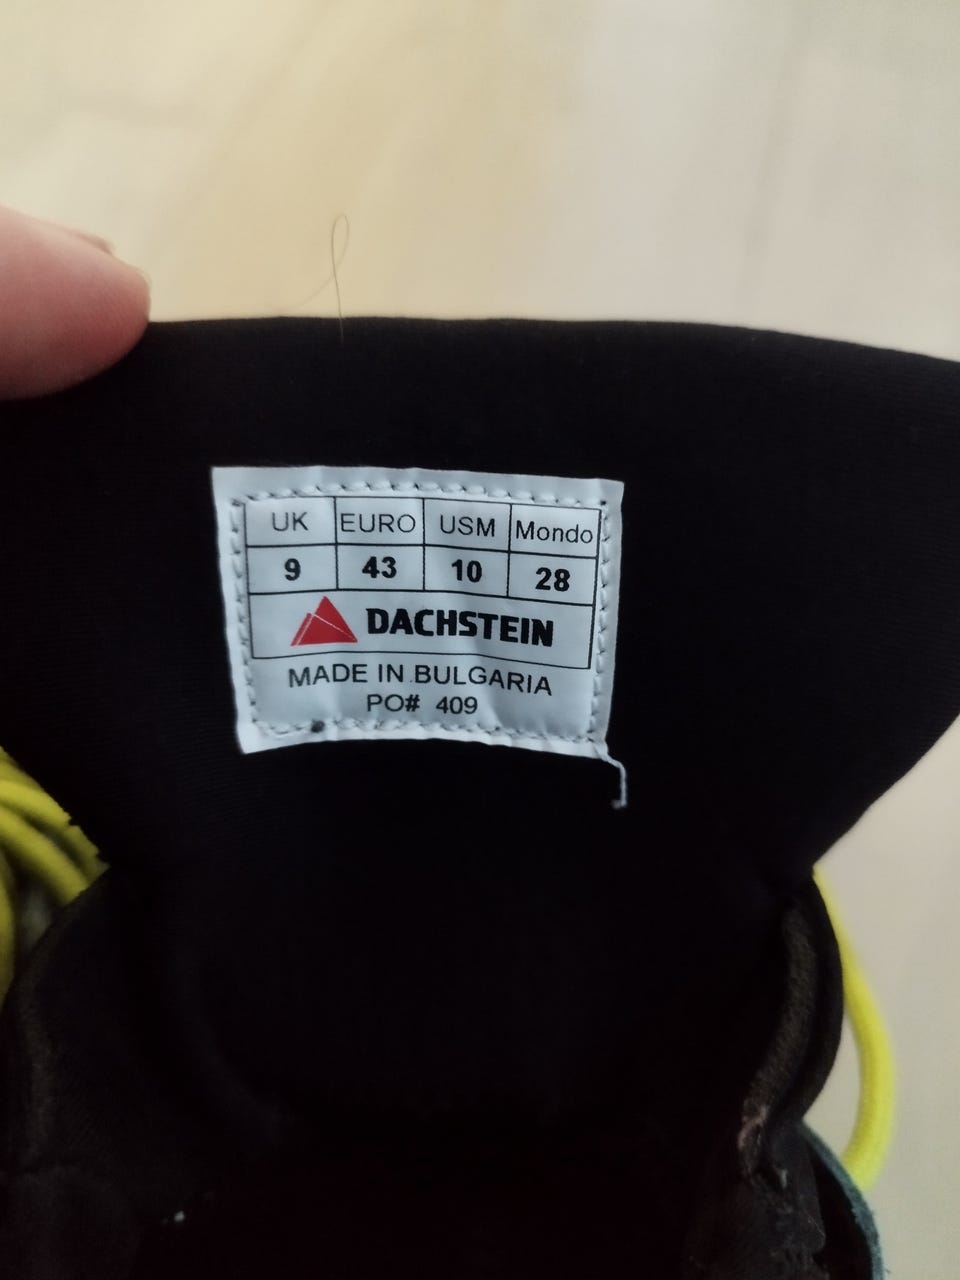 UK EURO USM Mondo
9 43 10 28
DACHSTEIN
MADE IN BULGARIA
PO# 409